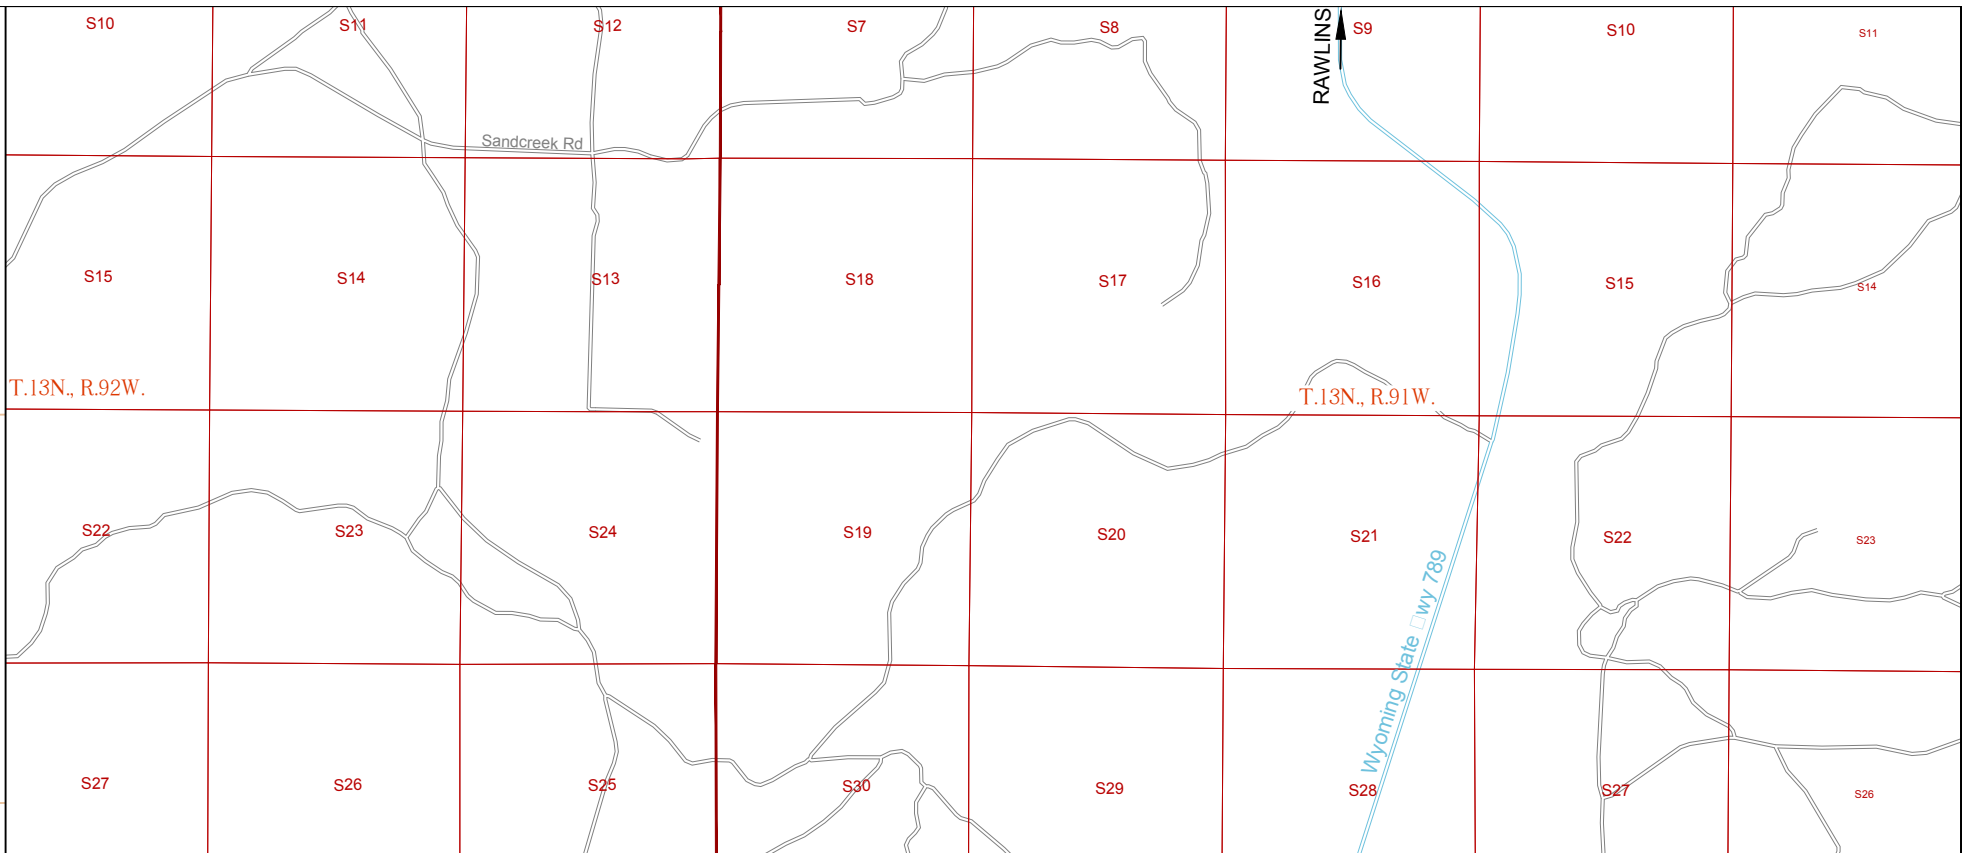 S10
S11
S12
S7
S8
RAWLINS
S9
S10
S11
Sandcreek Rd
S15
S14
S13
S18
S17
S16
S15
S14
T.13N., R.92W.
T.13N., R.91W.
S22
S23
S24
S19
S20
S21
S22
S23
Wyoming State □wy 789
S27
S26
S25
S30
S29
S28
S27
S26